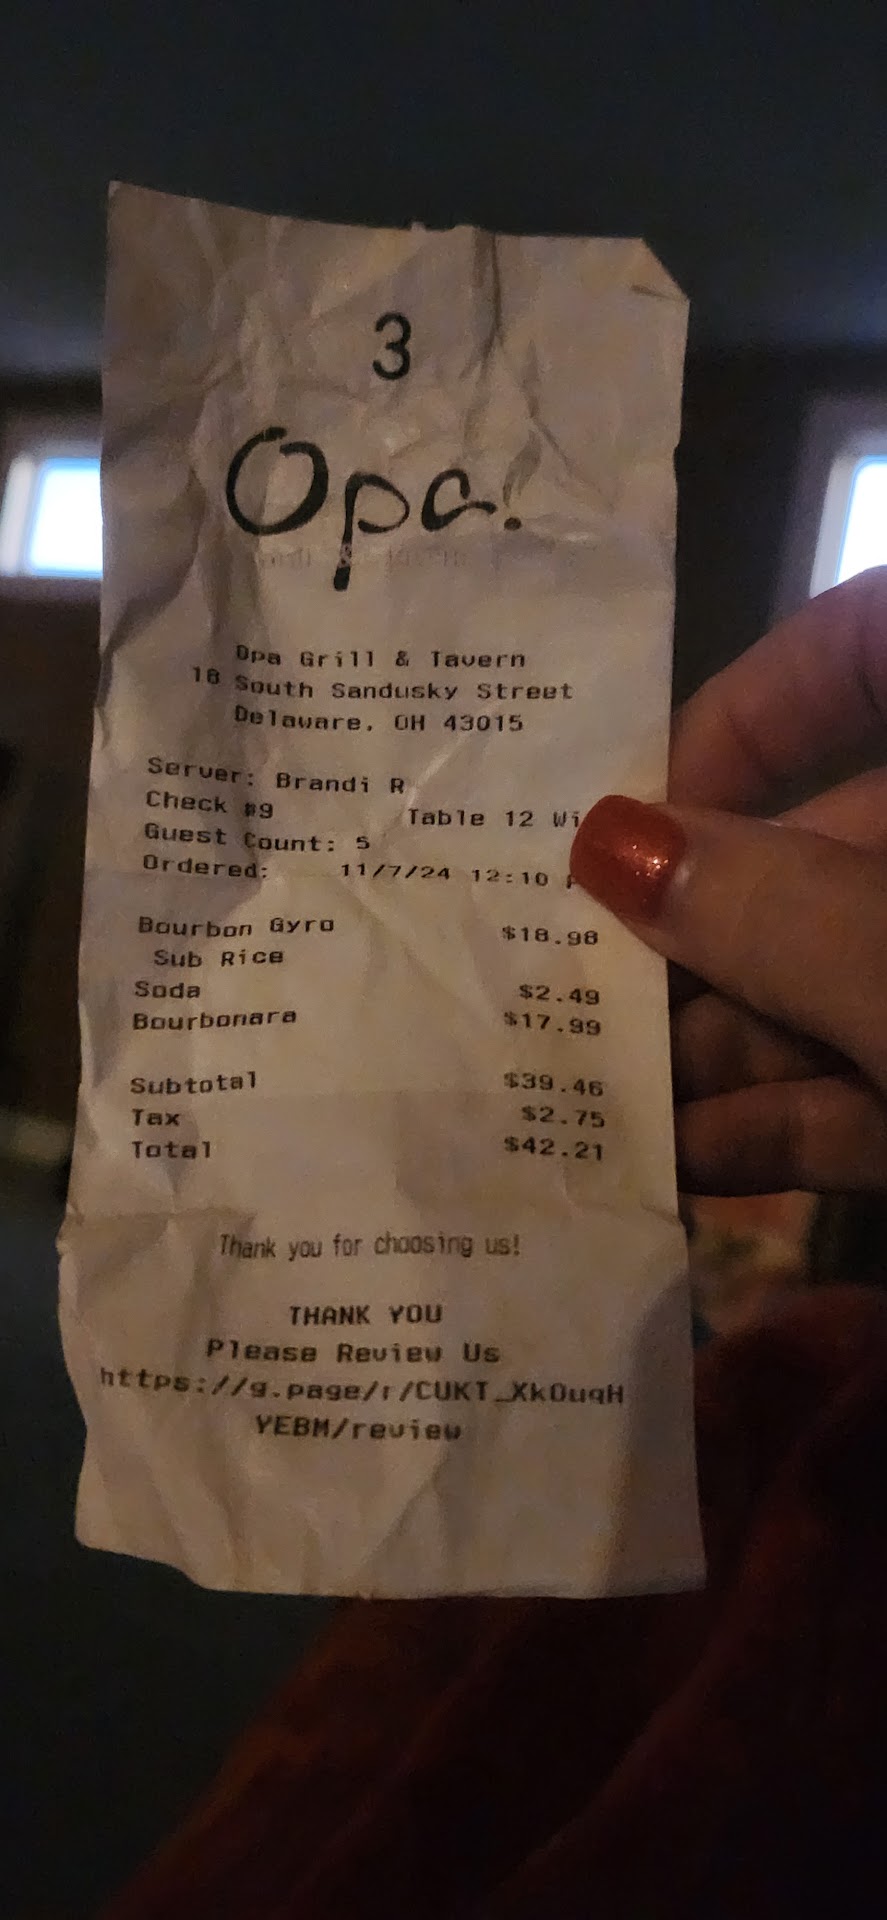 3
Opa!
Opa Grill & Tavern
18 South Sandusky Street
Delaware, OH 43015
Server: Brandi R
Check #9 Table 12 Wi
Guest Count: 5
Ordered: 11/7/24 12:10
Bourbon Gyro $18.98
Sub Rice
Soda $2.49
Bourbonara $17.99
Subtotal $39.46
Tax $2.75
Total $42.21
Thank you for choosing us!
THANK YOU
Please Review Us
https://g.page/r/CUKT_XkOuqH
YEBM/review